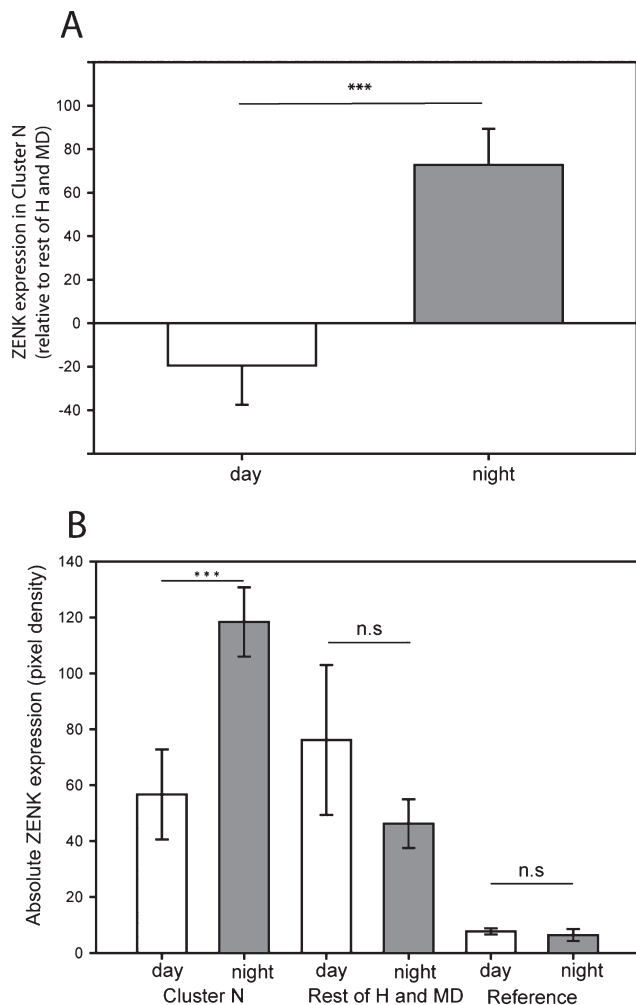 A
ZENK expression in Cluster N
(relative to rest of H and MD)
100
80
60
40
20
0
-20
-40
***
day night
B
Absolute ZENK expression (pixel density)
140
120
100
80
60
40
20
0
***
n.s
n.s
day night day night day night
Cluster N Rest of H and MD Reference